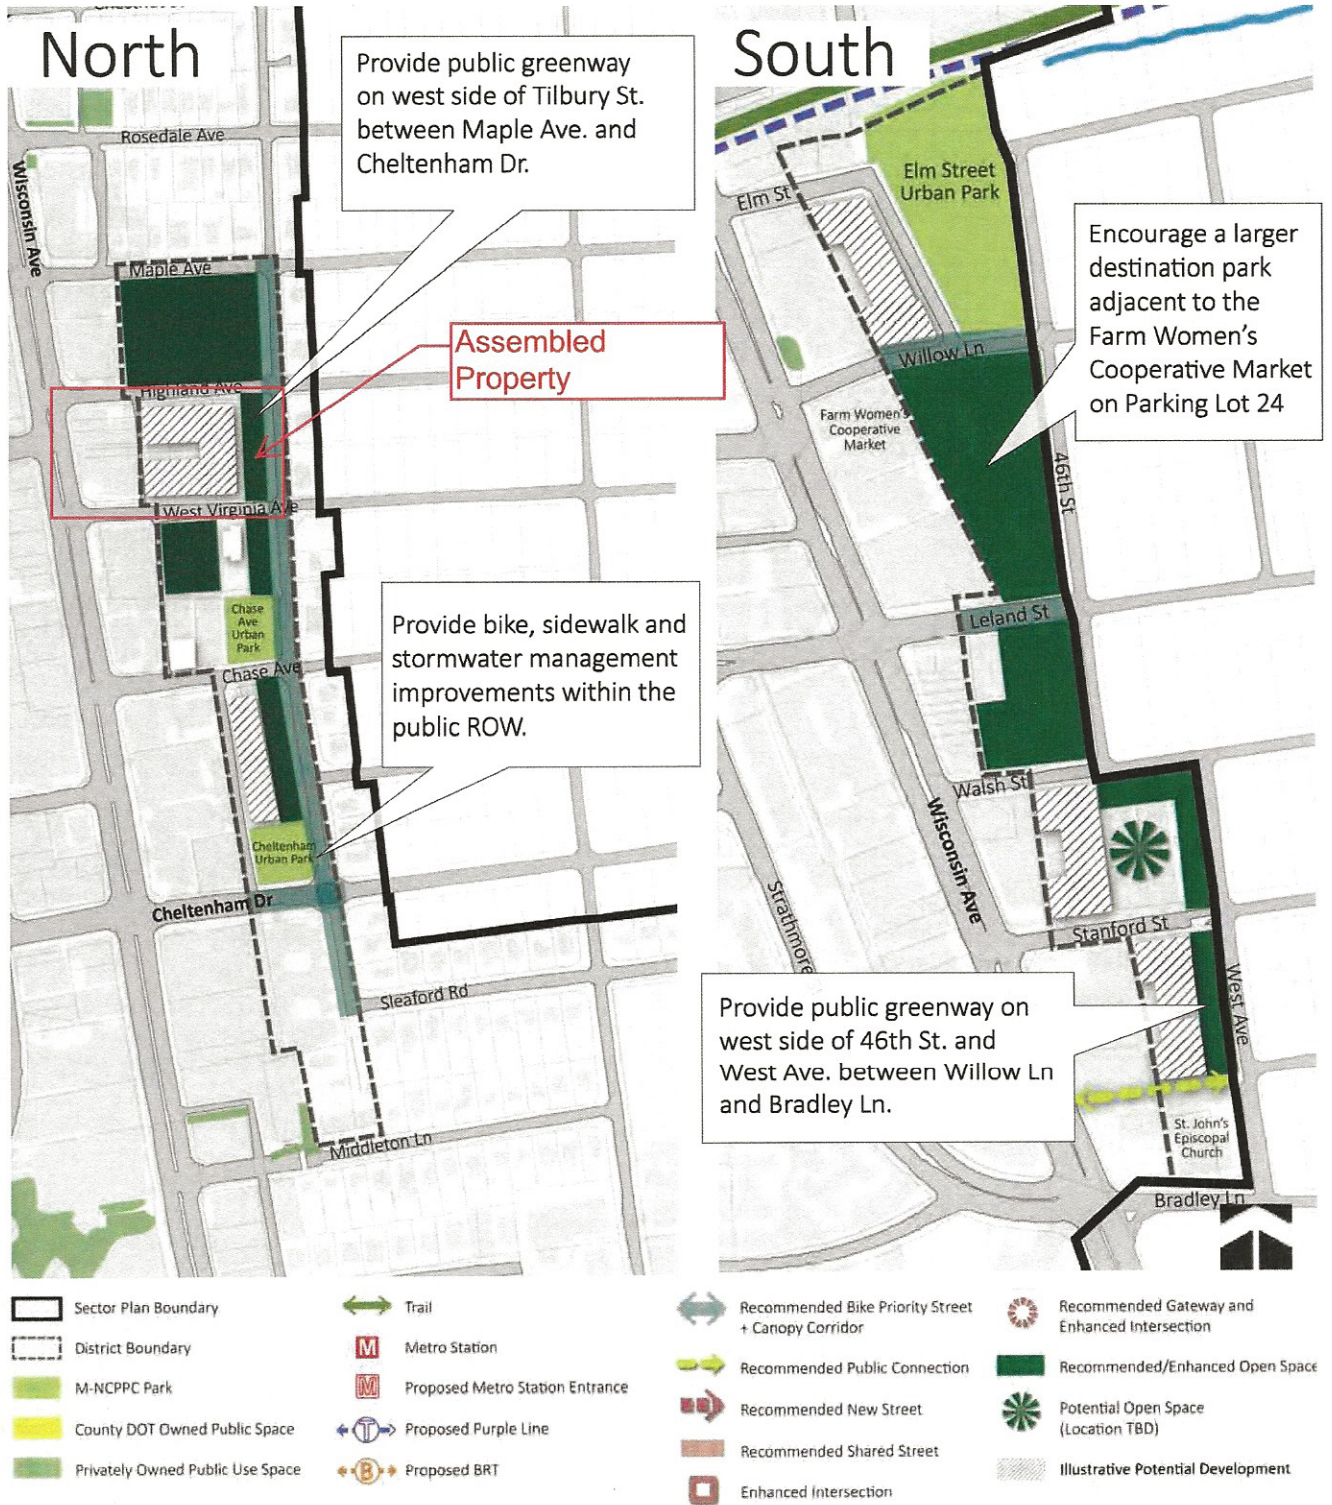 North
Provide public greenway
on west side of Tilbury St.
between Maple Ave. and
Cheltenham Dr.
Rosedale Ave
Wisconsin Ave
Maple Ave
Assembled
Property
Highland Ave
West Virginia Ave
Chase
Ave
Urban
Park
Chase Ave
Provide bike, sidewalk and
stormwater management
improvements within the
public ROW.
Cheltenham
Urban Park
Cheltenham Dr
Sleaford Rd
Middleton Ln
South
Elm Street
Urban Park
Elm St
Encourage a larger
destination park
adjacent to the
Farm Women's
Cooperative Market
on Parking Lot 24
Willow Ln
Farm Women's
Cooperative
Market
46th St
Leland St
Walsh St
Wisconsin Ave
Strathmore
Stanford St
West Ave
Provide public greenway on
west side of 46th St. and
West Ave. between Willow Ln
and Bradley Ln.
St. John's
Episcopal
Church
Bradley Ln
Sector Plan Boundary
District Boundary
M-NCPPC Park
County DOT Owned Public Space
Privately Owned Public Use Space
Trail
M Metro Station
M Proposed Metro Station Entrance
T Proposed Purple Line
B Proposed BRT
Recommended Bike Priority Street
+ Canopy Corridor
Recommended Public Connection
Recommended New Street
Recommended Shared Street
Enhanced Intersection
Recommended Gateway and
Enhanced Intersection
Recommended/Enhanced Open Space
Potential Open Space
(Location TBD)
Illustrative Potential Development